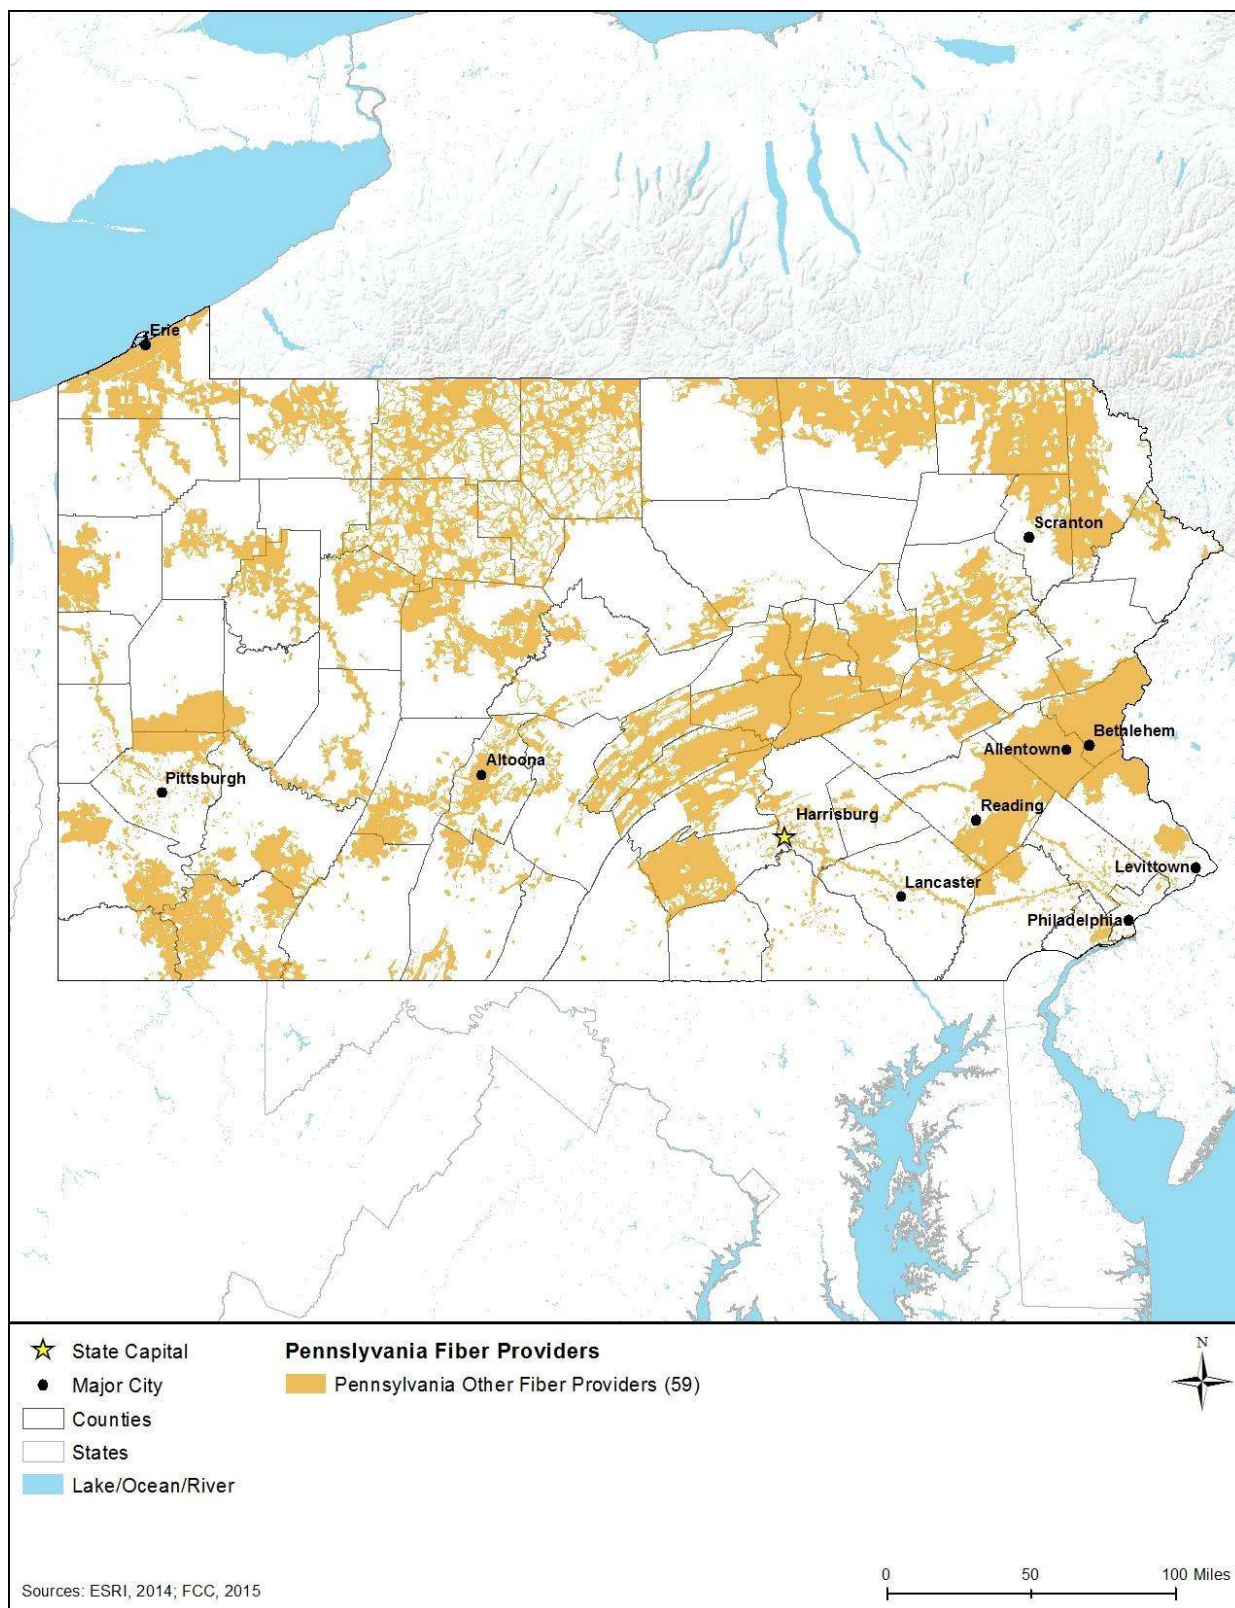 Erie
Scranton
Bethlehem
Allentown
Altoona
Pittsburgh
Reading
Harrisburg
Levittown
Lancaster
Philadelphia
State Capital
Major City
Counties
States
Lake/Ocean/River
Pennslyvania Fiber Providers
Pennsylvania Other Fiber Providers (59)
N
Sources: ESRI, 2014; FCC, 2015
0 50 100 Miles